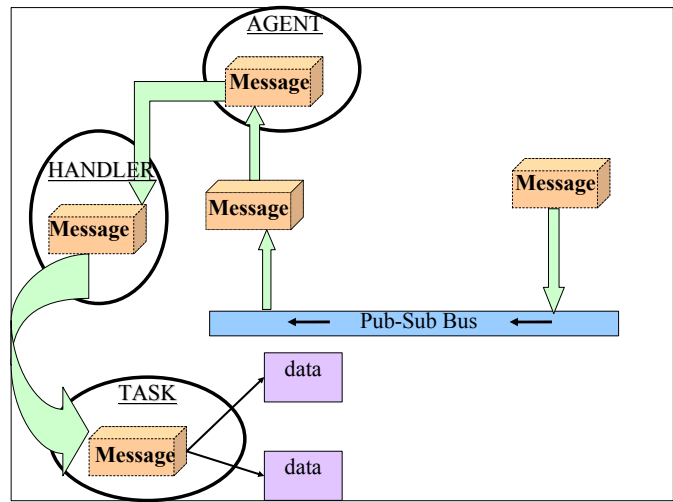 AGENT
Message
HANDLER
Message
Message
Message
Pub-Sub Bus
data
TASK
Message
data